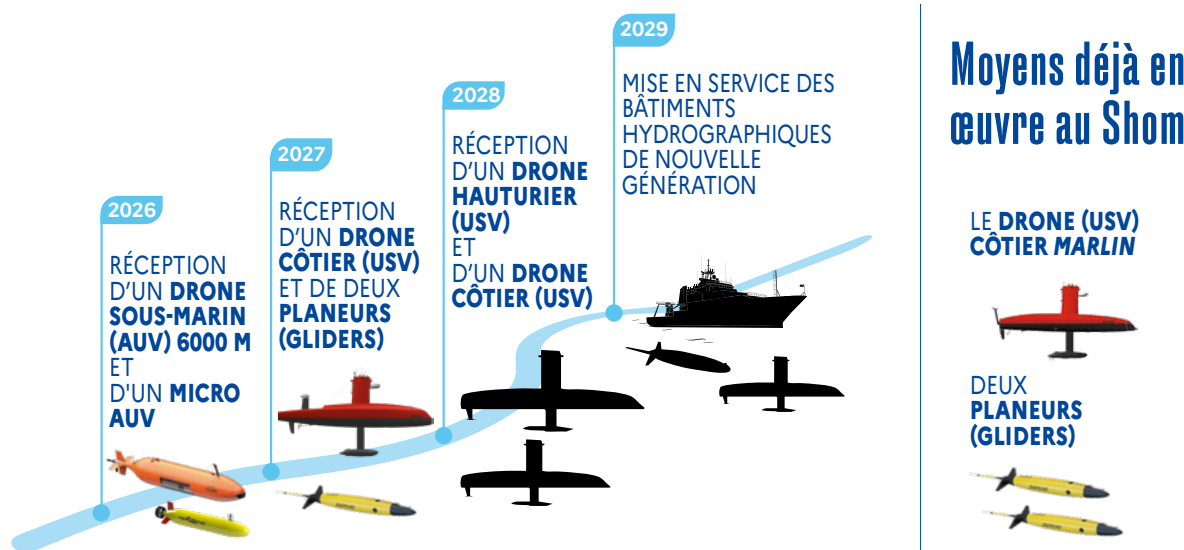 2026
RÉCEPTION
D'UN DRONE
SOUS-MARIN
(AUV) 6000 M
ET
D'UN MICRO
AUV
2027
RÉCEPTION
D'UN DRONE
CÔTIER (USV)
ET DE DEUX
PLANEURS
(GLIDERS)
2028
RÉCEPTION
D'UN DRONE
HAUTURIER
(USV)
ET
D'UN DRONE
CÔTIER (USV)
2029
MISE EN SERVICE DES
BÂTIMENTS
HYDROGRAPHIQUES
DE NOUVELLE
GÉNÉRATION
Moyens déjà en
œuvre au Shom
LE DRONE (USV)
CÔTIER MARLIN
DEUX
PLANEURS
(GLIDERS)